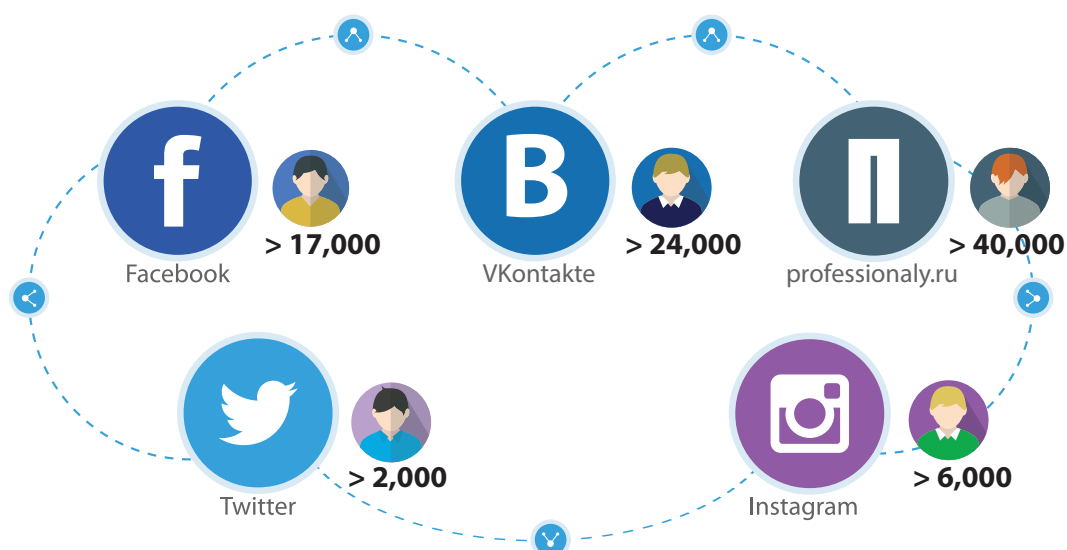 f
В
П
> 17,000
> 24,000
> 40,000
Facebook
VKontakte
professionaly.ru
> 2,000
> 6,000
Twitter
Instagram